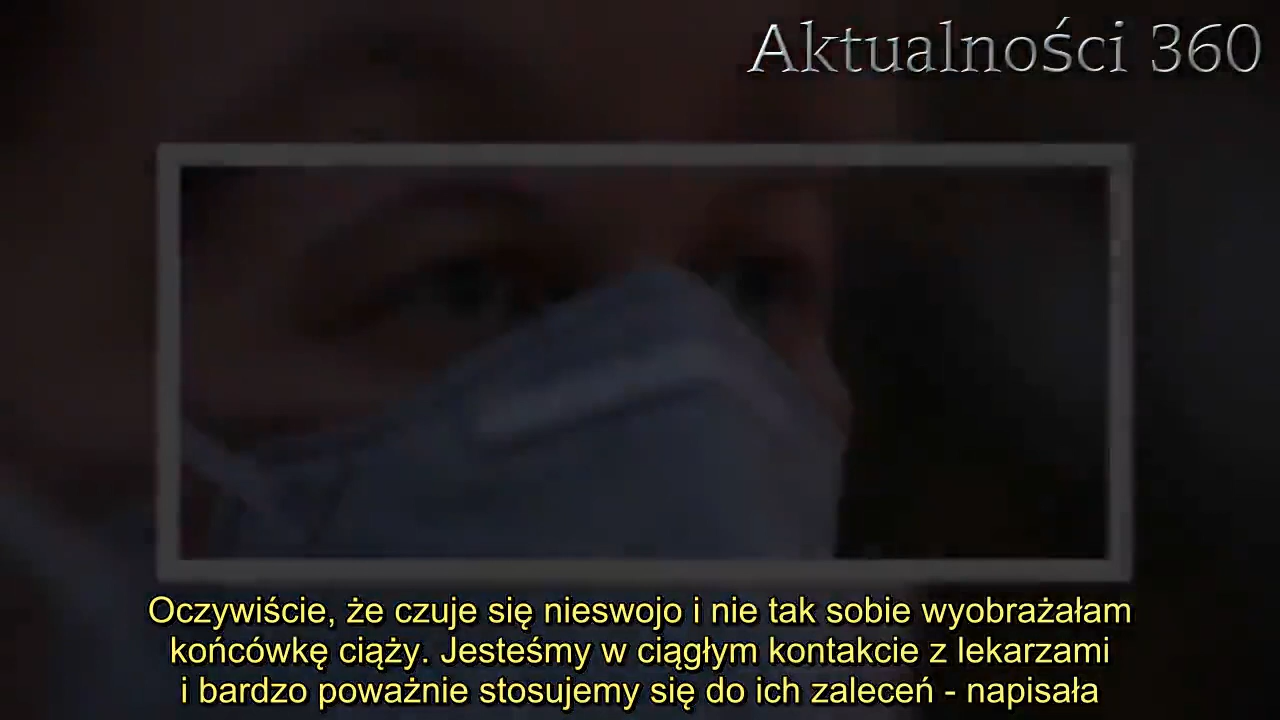 Aktualności 360
Oczywiście, że czuje się nieswojo i nie tak sobie wyobrażałam
końcówkę ciąży. Jesteśmy w ciągłym kontakcie z lekarzami
i bardzo poważnie stosujemy się do ich zaleceń - napisała